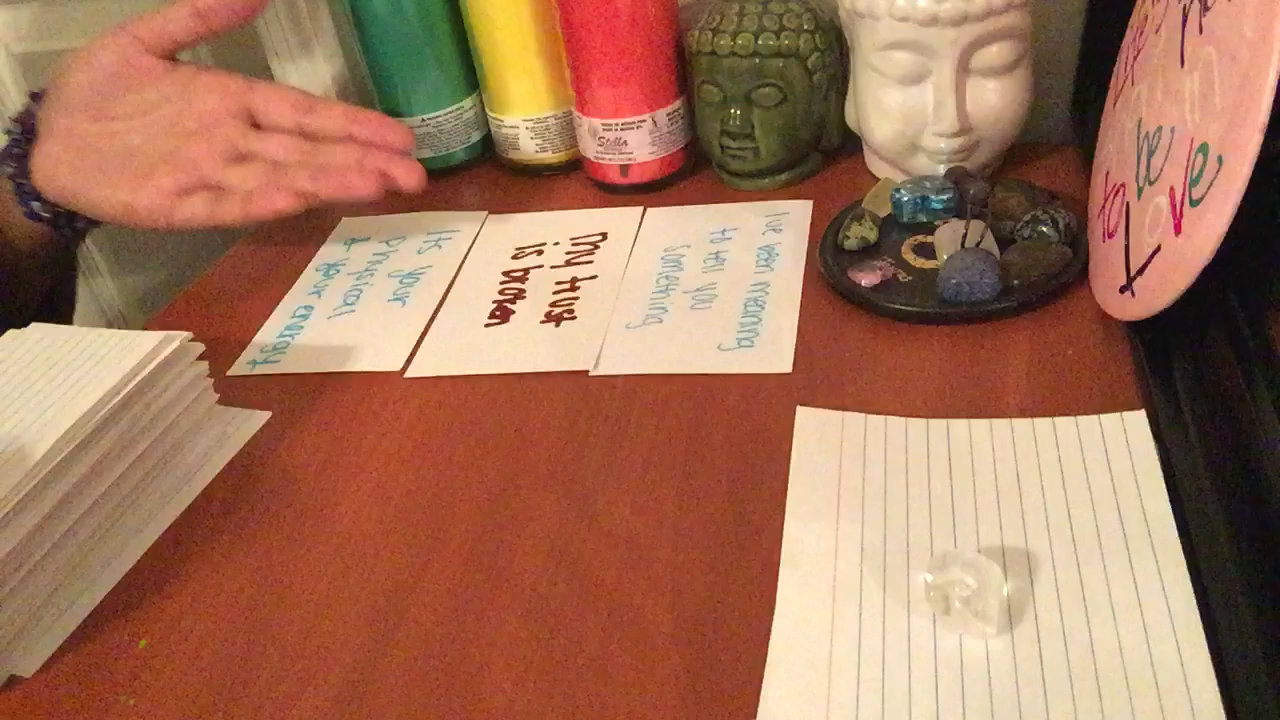 It's your
physical
& your energy
My trust
is broken
I've been meaning
to tell you
something
Stella
to be
Love